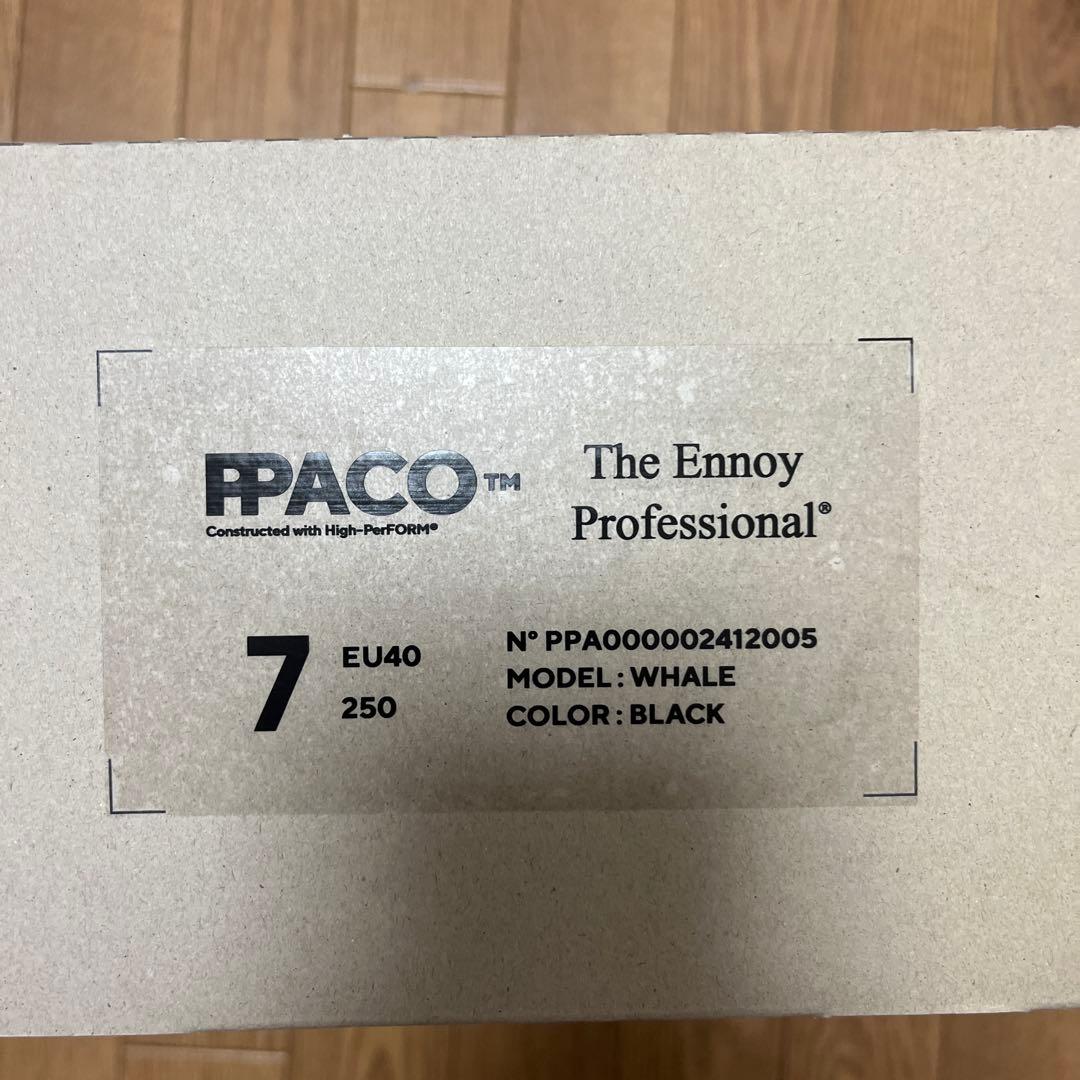 PPACO™
Constructed with High-PerFORM®
The Ennoy
Professional®
7
EU40
250
N° PPA000002412005
MODEL : WHALE
COLOR : BLACK